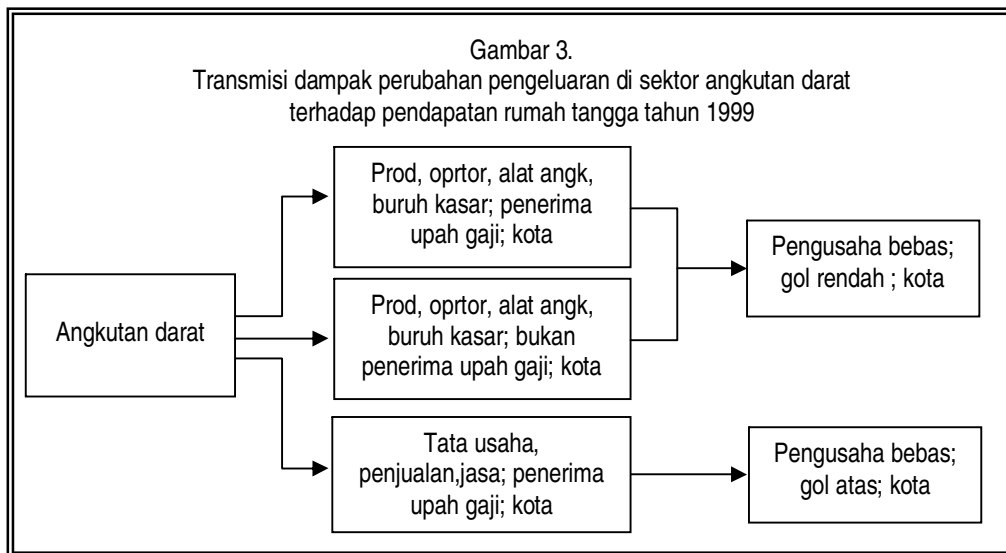 Gambar 3.
Transmisi dampak perubahan pengeluaran di sektor angkutan darat
terhadap pendapatan rumah tangga tahun 1999
Angkutan darat
Prod, oprtor, alat angk,
buruh kasar; penerima
upah gaji; kota
Prod, oprtor, alat angk,
buruh kasar; bukan
penerima upah gaji; kota
Tata usaha,
penjualan,jasa; penerima
upah gaji; kota
Pengusaha bebas;
gol rendah ; kota
Pengusaha bebas;
gol atas; kota